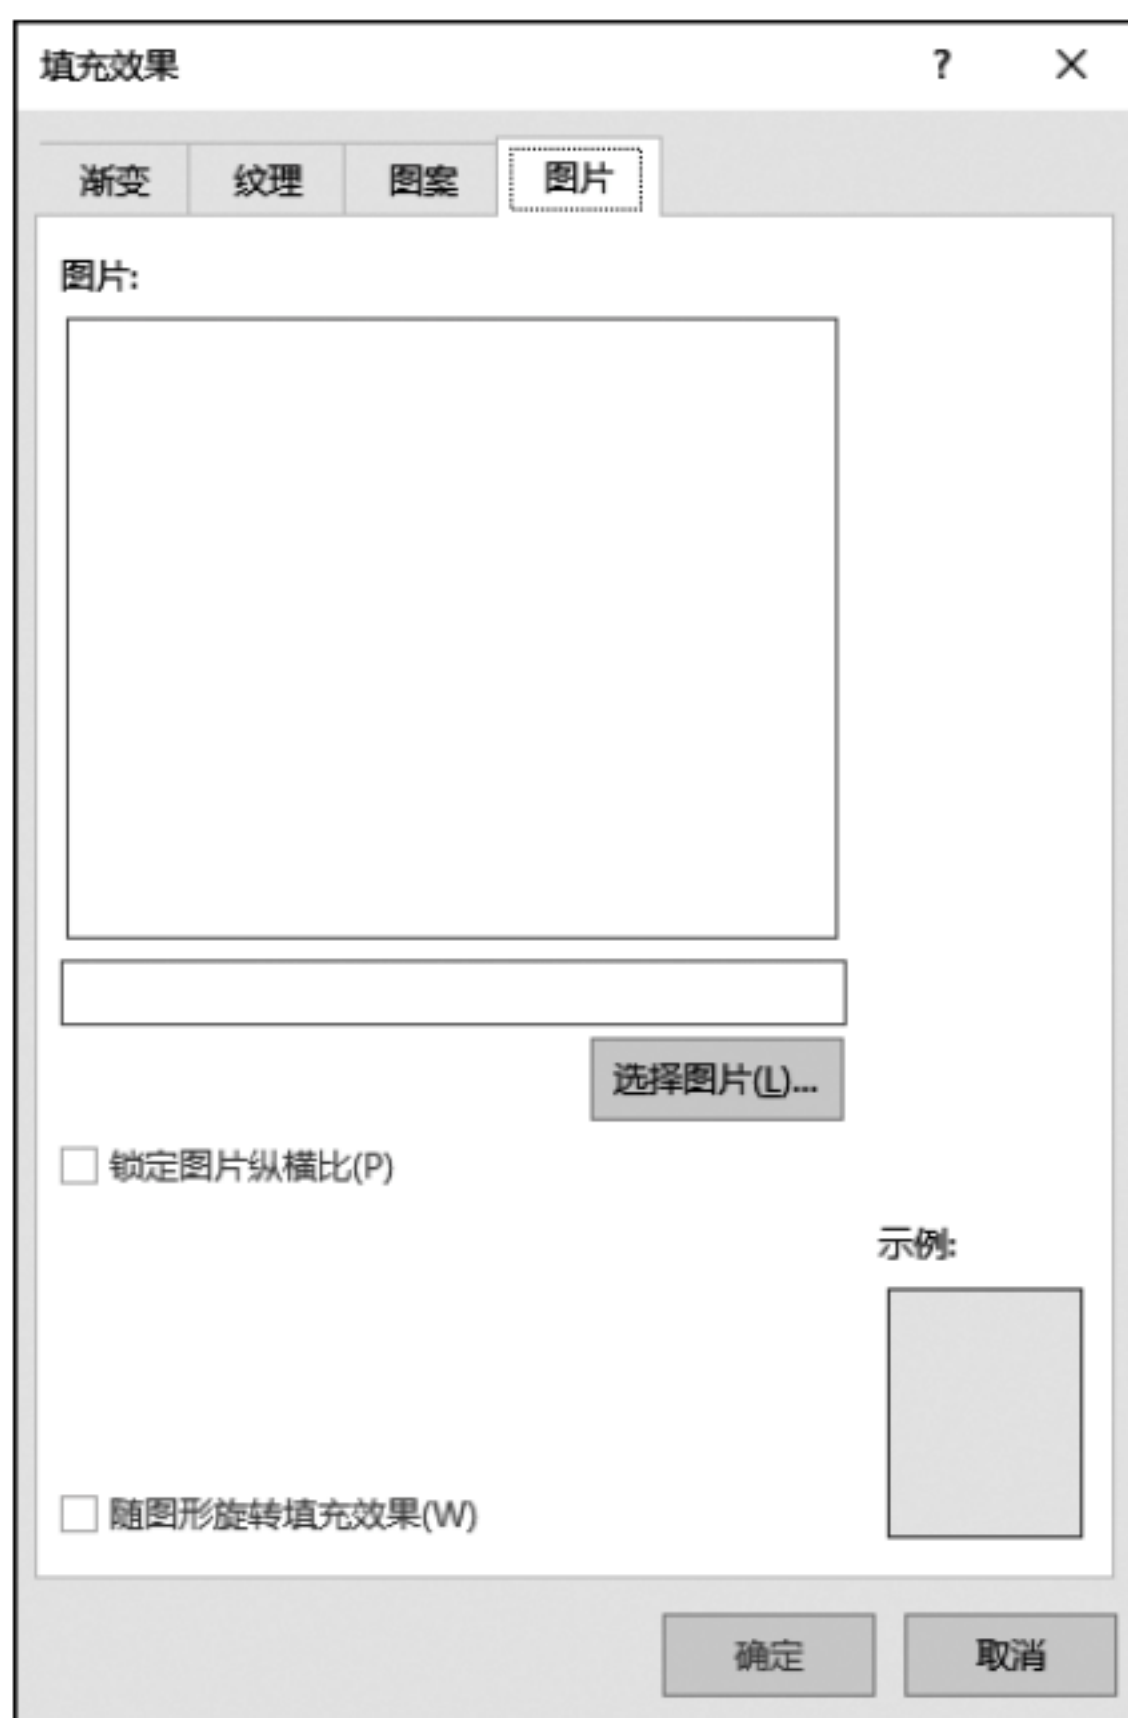 填充效果 ? ×
渐变 纹理 图案 图片
图片:
选择图片(L)...
锁定图片纵横比(P)
示例:
随图形旋转填充效果(W)
确定 取消